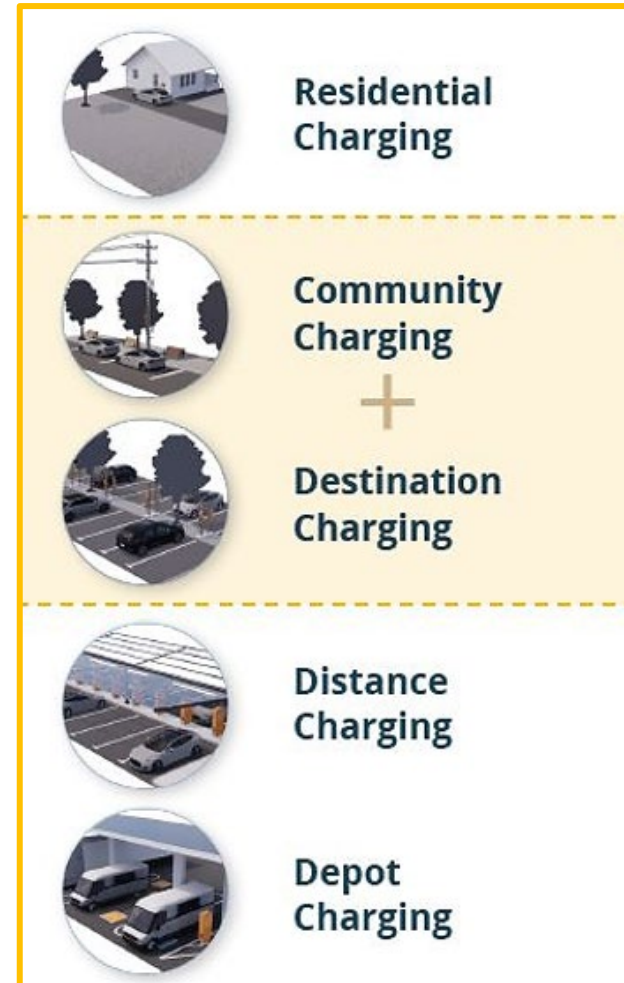 Residential
Charging
Community
Charging
+
Destination
Charging
Distance
Charging
Depot
Charging